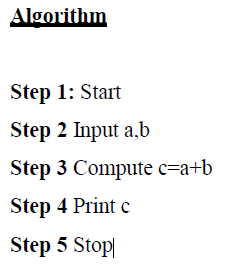 Algorithm
Step 1: Start
Step 2 Input a,b
Step 3 Compute c=a+b
Step 4 Print c
Step 5 Stop